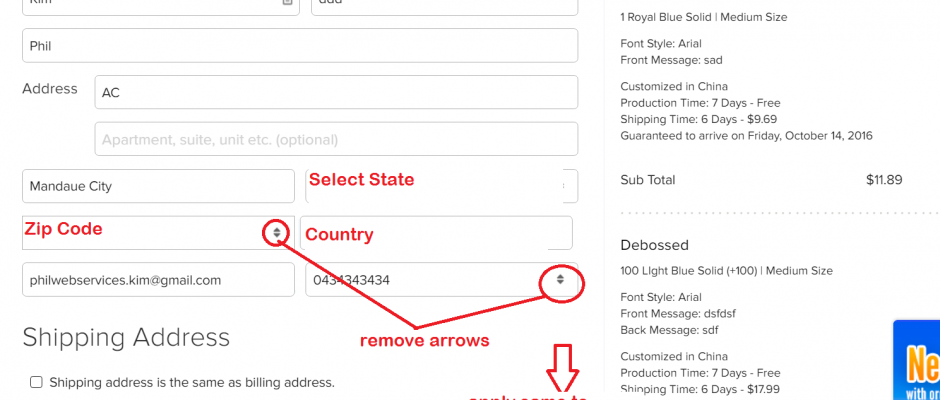 Kim
ddd
Phil
Address
AC
Apartment, suite, unit etc. (optional)
Mandaue City
Select State
Zip Code
Country
philwebservices.kim@gmail.com
0434343434
remove arrows
Shipping Address
Shipping address is the same as billing address.
apply same to
1 Royal Blue Solid | Medium Size
Font Style: Arial
Front Message: sad
Customized in China
Production Time: 7 Days - Free
Shipping Time: 6 Days - $9.69
Guaranteed to arrive on Friday, October 14, 2016
Sub Total $11.89
Debossed
100 LIght Blue Solid (+100) | Medium Size
Font Style: Arial
Front Message: dsfdsf
Back Message: sdf
Customized in China
Production Time: 7 Days - Free
Shipping Time: 6 Days - $17.99
Ne
with or